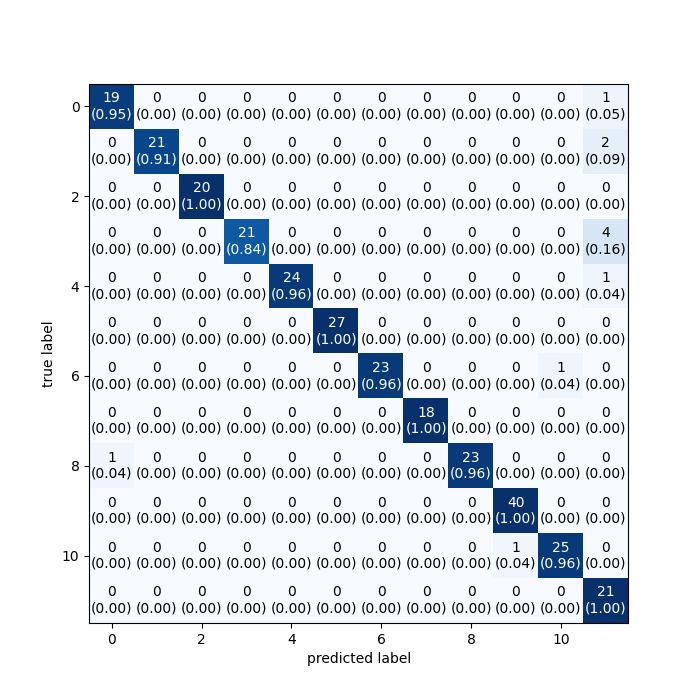 19 0 0 0 0 0 0 0 0 0 0 1
0 (0.95) (0.00) (0.00) (0.00) (0.00) (0.00) (0.00) (0.00) (0.00) (0.00) (0.00) (0.05)
0 21 0 0 0 0 0 0 0 0 0 2
(0.00) (0.91) (0.00) (0.00) (0.00) (0.00) (0.00) (0.00) (0.00) (0.00) (0.00) (0.09)
0 0 20 0 0 0 0 0 0 0 0 0
2 (0.00) (0.00) (1.00) (0.00) (0.00) (0.00) (0.00) (0.00) (0.00) (0.00) (0.00) (0.00)
0 0 0 21 0 0 0 0 0 0 0 4
(0.00) (0.00) (0.00) (0.84) (0.00) (0.00) (0.00) (0.00) (0.00) (0.00) (0.00) (0.16)
0 0 0 0 24 0 0 0 0 0 0 1
4 (0.00) (0.00) (0.00) (0.00) (0.96) (0.00) (0.00) (0.00) (0.00) (0.00) (0.00) (0.04)
0 0 0 0 0 27 0 0 0 0 0 0
(0.00) (0.00) (0.00) (0.00) (0.00) (1.00) (0.00) (0.00) (0.00) (0.00) (0.00) (0.00)
true label
0 0 0 0 0 0 23 0 0 0 1 0
6 (0.00) (0.00) (0.00) (0.00) (0.00) (0.00) (0.96) (0.00) (0.00) (0.00) (0.04) (0.00)
0 0 0 0 0 0 0 18 0 0 0 0
(0.00) (0.00) (0.00) (0.00) (0.00) (0.00) (0.00) (1.00) (0.00) (0.00) (0.00) (0.00)
1 0 0 0 0 0 0 0 23 0 0 0
8 (0.04) (0.00) (0.00) (0.00) (0.00) (0.00) (0.00) (0.00) (0.96) (0.00) (0.00) (0.00)
0 0 0 0 0 0 0 0 0 40 0 0
(0.00) (0.00) (0.00) (0.00) (0.00) (0.00) (0.00) (0.00) (0.00) (1.00) (0.00) (0.00)
0 0 0 0 0 0 0 0 0 1 25 0
10 (0.00) (0.00) (0.00) (0.00) (0.00) (0.00) (0.00) (0.00) (0.00) (0.04) (0.96) (0.00)
0 0 0 0 0 0 0 0 0 0 0 21
(0.00) (0.00) (0.00) (0.00) (0.00) (0.00) (0.00) (0.00) (0.00) (0.00) (0.00) (1.00)
0 2 4 6 8 10
predicted label